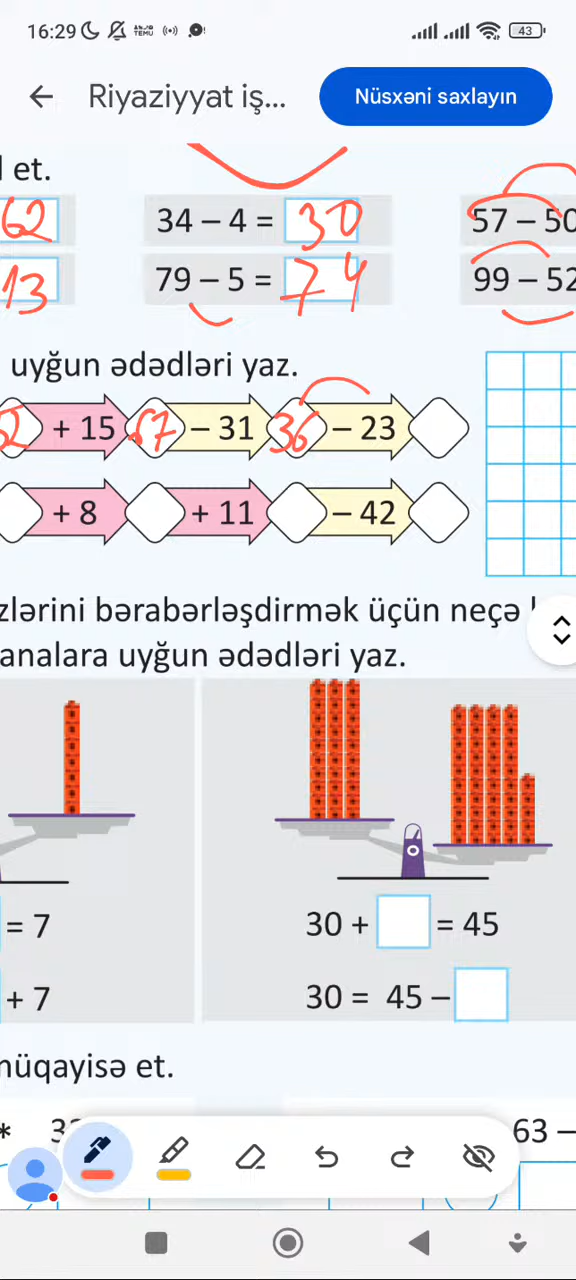 16:29 43
Riyaziyyat iş... Nüsxəni saxlayın
et.
62 34 – 4 = 30 57 – 50
13 79 – 5 = 74 99 – 52
uyğun ədədləri yaz.
+ 15 67 – 31 36 – 23
+ 8 + 11 – 42
zlərini bərabərləşdirmək üçün neçə
analara uyğun ədədləri yaz.
= 7 30 + = 45
+ 7 30 = 45 –
müqayisə et.
* 63 –